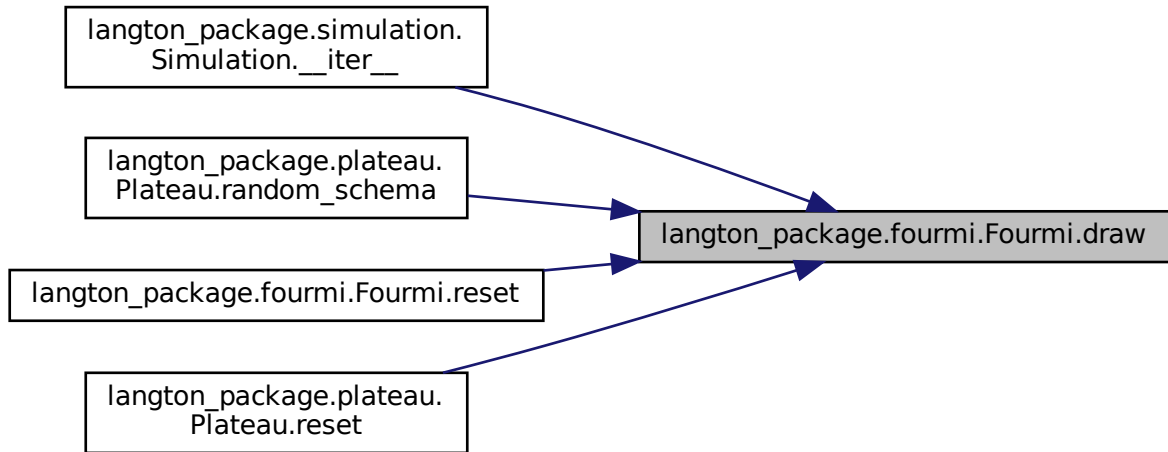 langton_package.simulation.
Simulation.__iter__
langton_package.plateau.
Plateau.random_schema
langton_package.fourmi.Fourmi.draw
langton_package.fourmi.Fourmi.reset
langton_package.plateau.
Plateau.reset